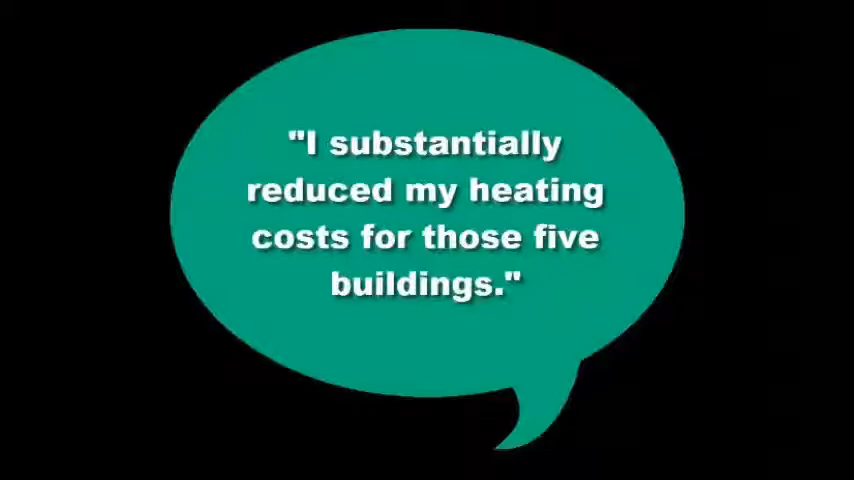 "I substantially
reduced my heating
costs for those five
buildings."